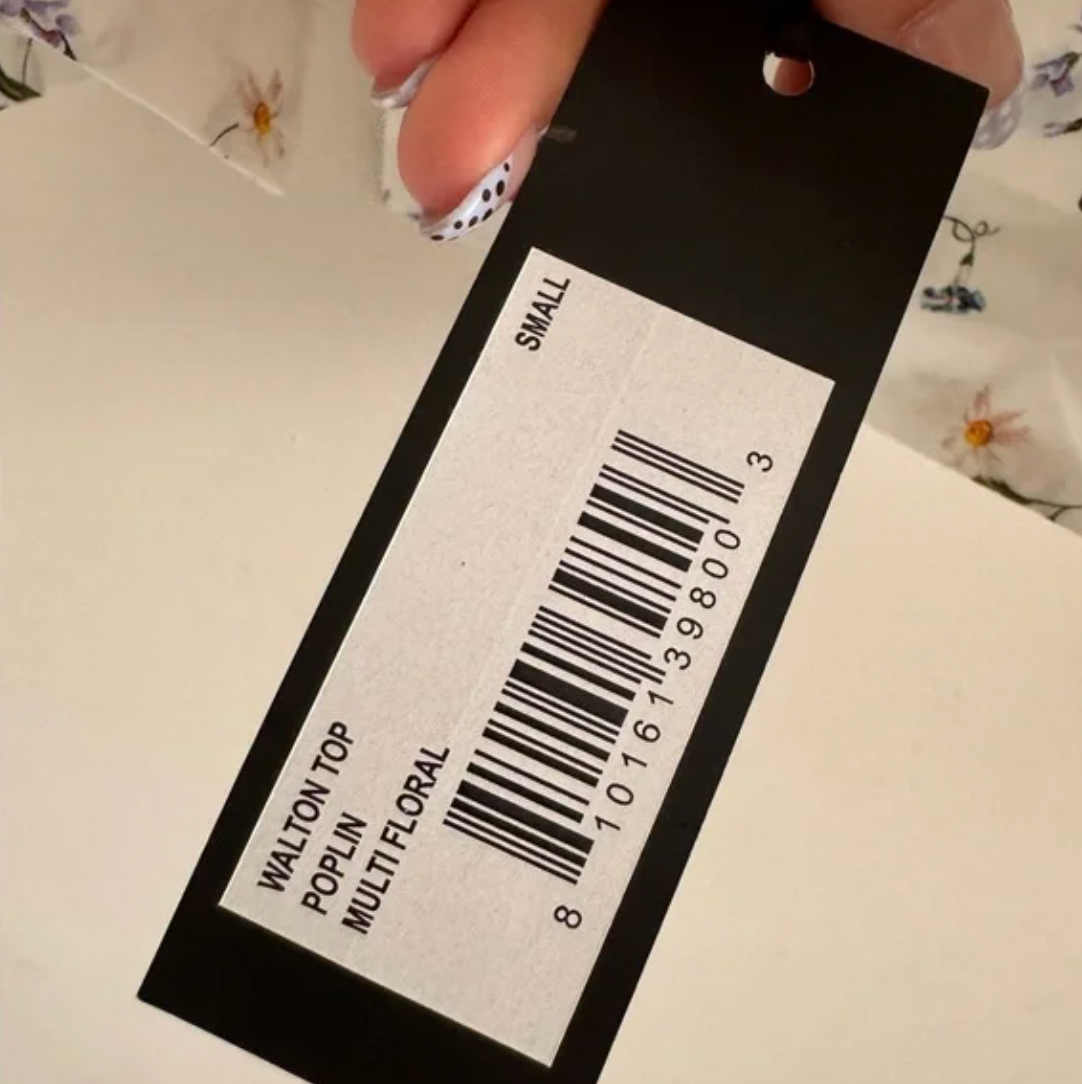 SMALL
WALTON TOP
POPLIN
MULTI FLORAL
8 10161 39800 3